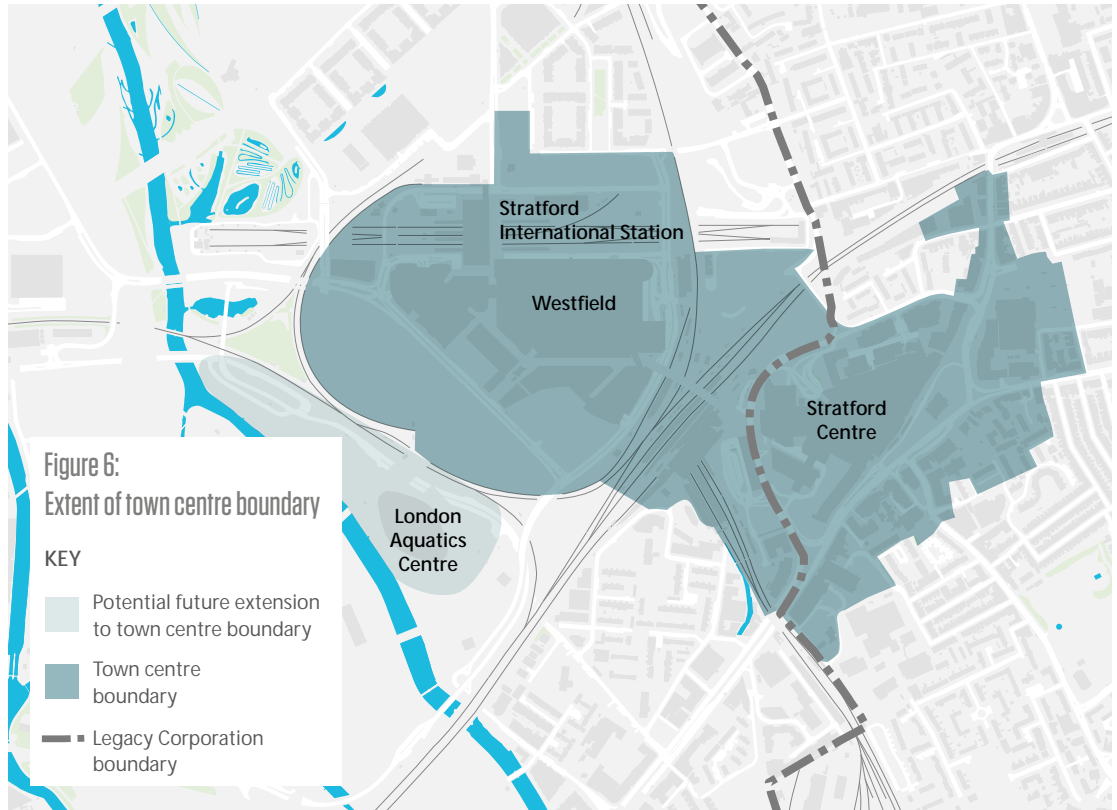 Stratford
International Station
Westfield
Stratford
Centre
London
Aquatics
Centre
Figure 6:
Extent of town centre boundary
KEY
Potential future extension
to town centre boundary
Town centre
boundary
Legacy Corporation
boundary